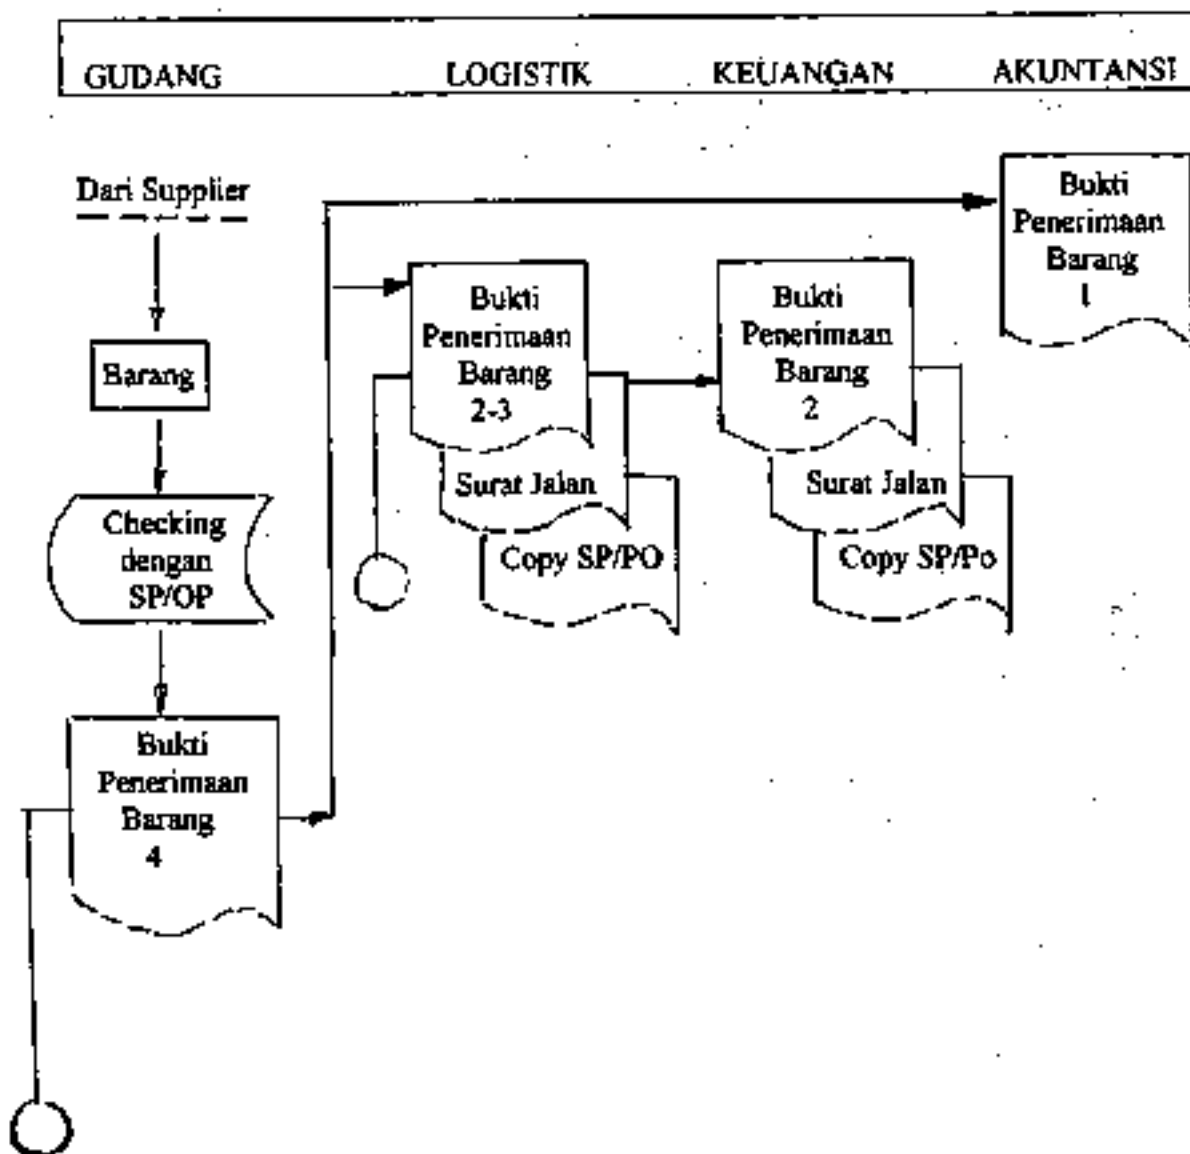 GUDANG LOGISTIK KEUANGAN AKUNTANSI
Dari Supplier
Barang
Checking
dengan
SP/OP
Bukti
Penerimaan
Barang
4
Bukti
Penerimaan
Barang
2-3
Surat Jalan
Copy SP/PO
Bukti
Penerimaan
Barang
2
Surat Jalan
Copy SP/Po
Bukti
Penerimaan
Barang
1